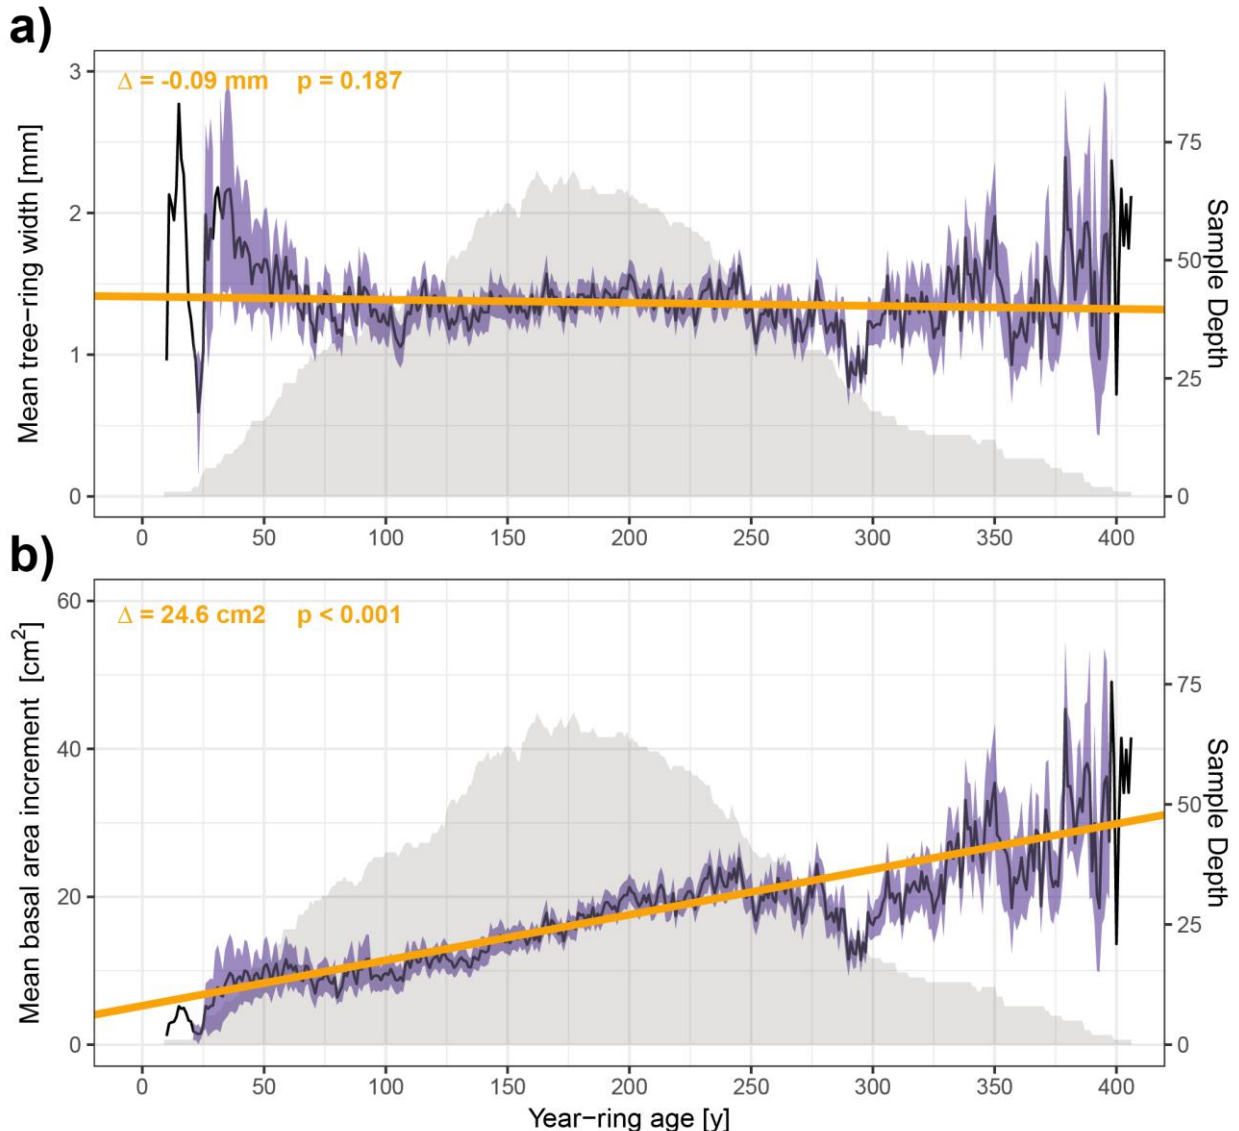 a)
Δ = -0.09 mm p = 0.187
Mean tree−ring width [mm]
3
2
1
0
75
50
25
0
Sample Depth
0 50 100 150 200 250 300 350 400
b)
Δ = 24.6 cm2 p < 0.001
Mean basal area increment [cm²]
60
40
20
0
75
50
25
0
Sample Depth
0 50 100 150 200 250 300 350 400
Year−ring age [y]